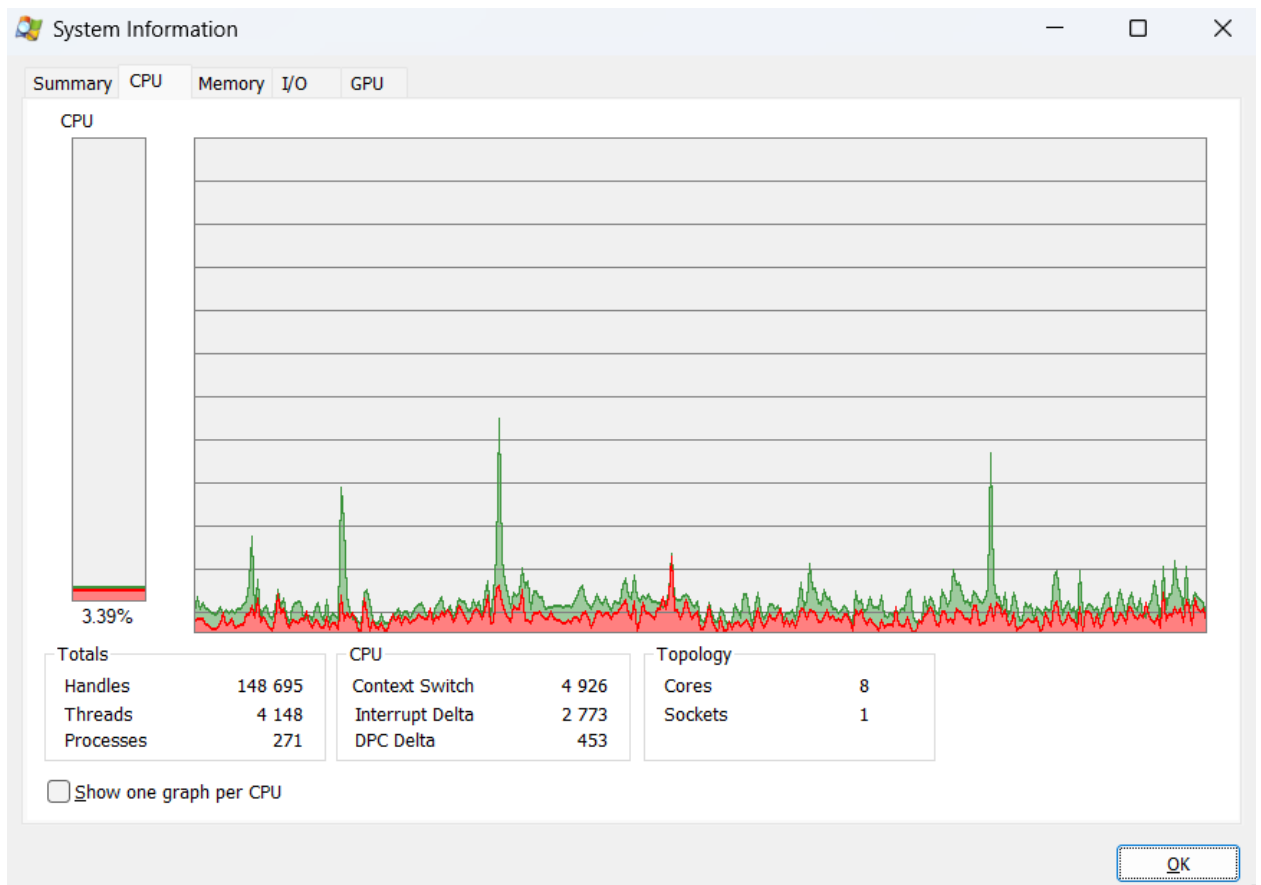 System Information
Summary CPU Memory I/O GPU
CPU
3.39%
Totals
Handles 148 695
Threads 4 148
Processes 271
CPU
Context Switch 4 926
Interrupt Delta 2 773
DPC Delta 453
Topology
Cores 8
Sockets 1
Show one graph per CPU
OK